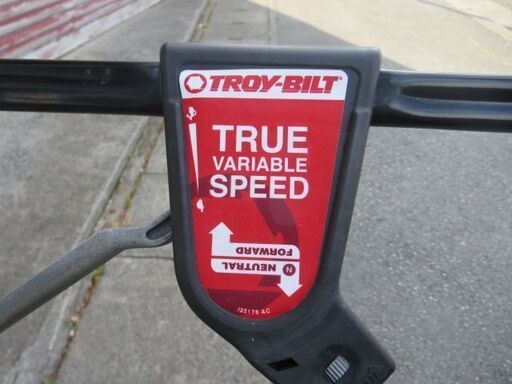 TROY-BILT
TRUE
VARIABLE
SPEED
FORWARD
N NEUTRAL
125176 AC